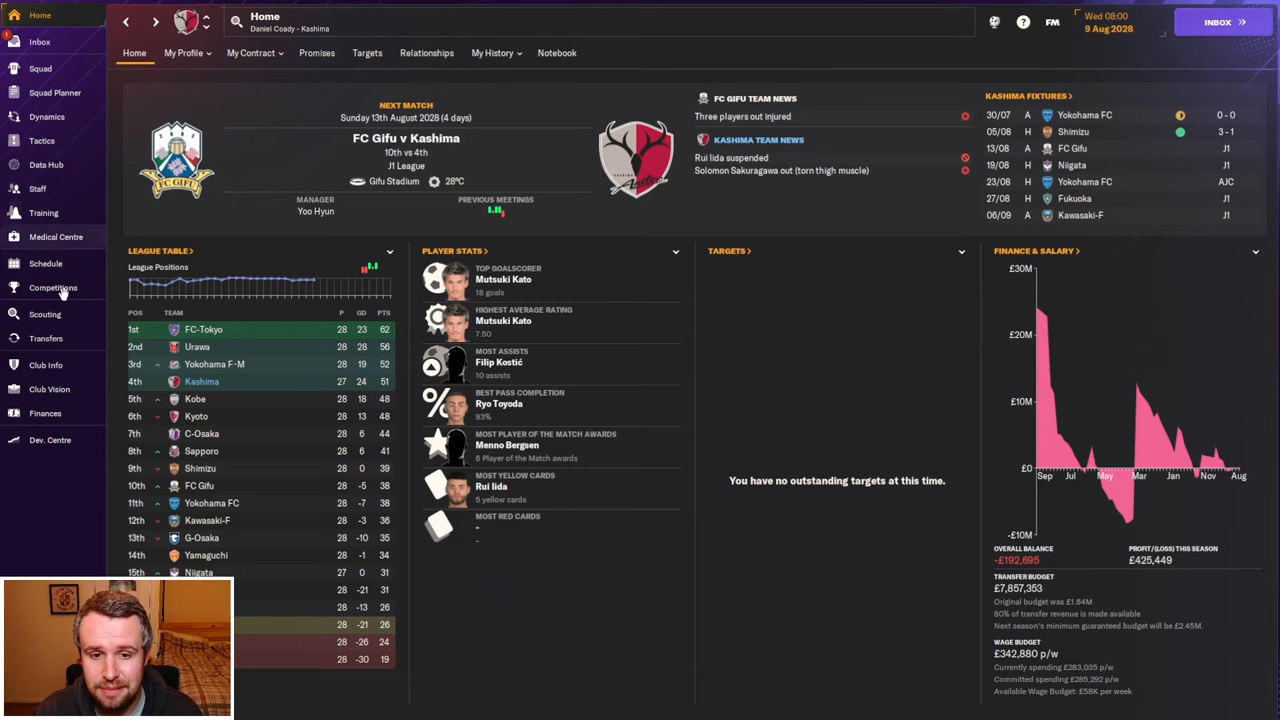 Home
1
Inbox
Squad
Squad Planner
Dynamics
Tactics
Data Hub
Staff
Training
Medical Centre
Schedule
Competitions
Scouting
Transfers
Club Info
Club Vision
Finances
Dev. Centre
Home
Daniel Coady - Kashima
?
FM
Wed 08:00
9 Aug 2028
INBOX
Home
My Profile
My Contract
Promises
Targets
Relationships
My History
Notebook
NEXT MATCH
Sunday 13th August 2028 (4 days)
FC Gifu v Kashima
10th vs 4th
J1 League
Gifu Stadium 28°C
MANAGER
Yoo Hyun
PREVIOUS MEETINGS
FC GIFU
FC GIFU TEAM NEWS
Three players out injured
KASHIMA TEAM NEWS
Rui Iida suspended
Solomon Sakuragawa out (torn thigh muscle)
KASHIMA FIXTURES
30/07 A Yokohama FC 0 - 0
05/08 H Shimizu 3 - 1
13/08 A FC Gifu J1
19/08 H Niigata J1
23/08 H Yokohama FC AJC
27/08 H Fukuoka J1
06/09 A Kawasaki-F J1
LEAGUE TABLE
League Positions
POS TEAM P GD PTS
1st FC-Tokyo 28 23 62
2nd Urawa 28 28 56
3rd Yokohama F·M 28 19 52
4th Kashima 27 24 51
5th Kobe 28 18 48
6th Kyoto 28 13 48
7th C-Osaka 28 6 44
8th Sapporo 28 6 41
9th Shimizu 28 0 39
10th FC Gifu 28 -5 38
11th Yokohama FC 28 -7 38
12th Kawasaki-F 28 -3 36
13th G-Osaka 28 -10 35
14th Yamaguchi 28 -1 34
15th Niigata 27 0 31
28 -21 31
28 -13 26
28 -21 26
28 -26 24
28 -30 19
PLAYER STATS
TOP GOALSCORER
Mutsuki Kato
18 goals
HIGHEST AVERAGE RATING
Mutsuki Kato
7.50
MOST ASSISTS
Filip Kostić
10 assists
BEST PASS COMPLETION
Ryo Toyoda
93%
MOST PLAYER OF THE MATCH AWARDS
Menno Bergsen
6 Player of the Match awards
MOST YELLOW CARDS
Rui Iida
5 yellow cards
MOST RED CARDS
-
-
TARGETS
You have no outstanding targets at this time.
FINANCE & SALARY
£30M
£20M
£10M
£0
-£10M
Sep Jul May Mar Jan Nov Aug
OVERALL BALANCE
-£192,695
PROFIT/(LOSS) THIS SEASON
£425,449
TRANSFER BUDGET
£7,857,353
Original budget was £1.64M
80% of transfer revenue is made available
Next season's minimum guaranteed budget will be £2.45M.
WAGE BUDGET
£342,880 p/w
Currently spending £283,035 p/w
Committed spending £285,292 p/w
Available Wage Budget: £58K per week